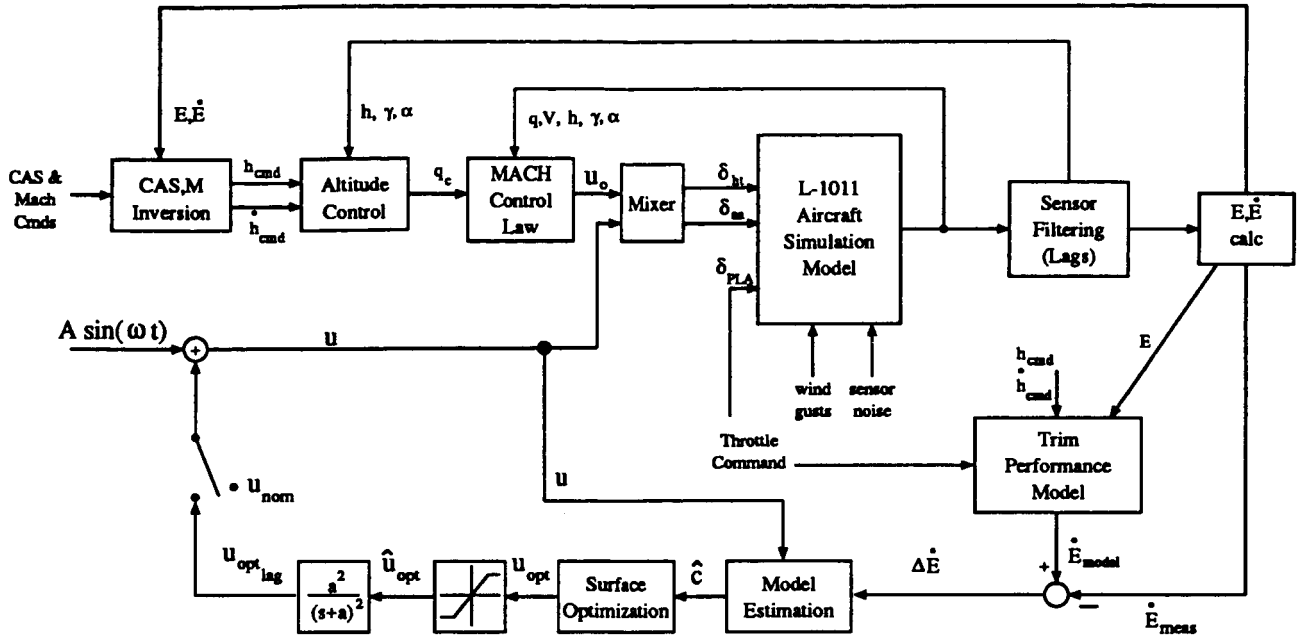 E,Ė
h, γ, α
q,V, h, γ, α
CAS &
Mach
Cmds
CAS,M
Inversion
h_cmd
ḣ_cmd
Altitude
Control
q_c
MACH
Control
Law
u_o
Mixer
δ_ht
δ_sa
δ_PLA
L-1011
Aircraft
Simulation
Model
Sensor
Filtering
(Lags)
E,Ė
calc
A sin(ω t)
+
u
wind
gusts
sensor
noise
E
h_cmd
ḣ_cmd
Throttle
Command
Trim
Performance
Model
u_nom
u
Ė_model
+
−
Ė_meas
ΔĖ
Model
Estimation
Ĉ
Surface
Optimization
u_opt
û_opt
a²
(s+a)²
u_opt_lag